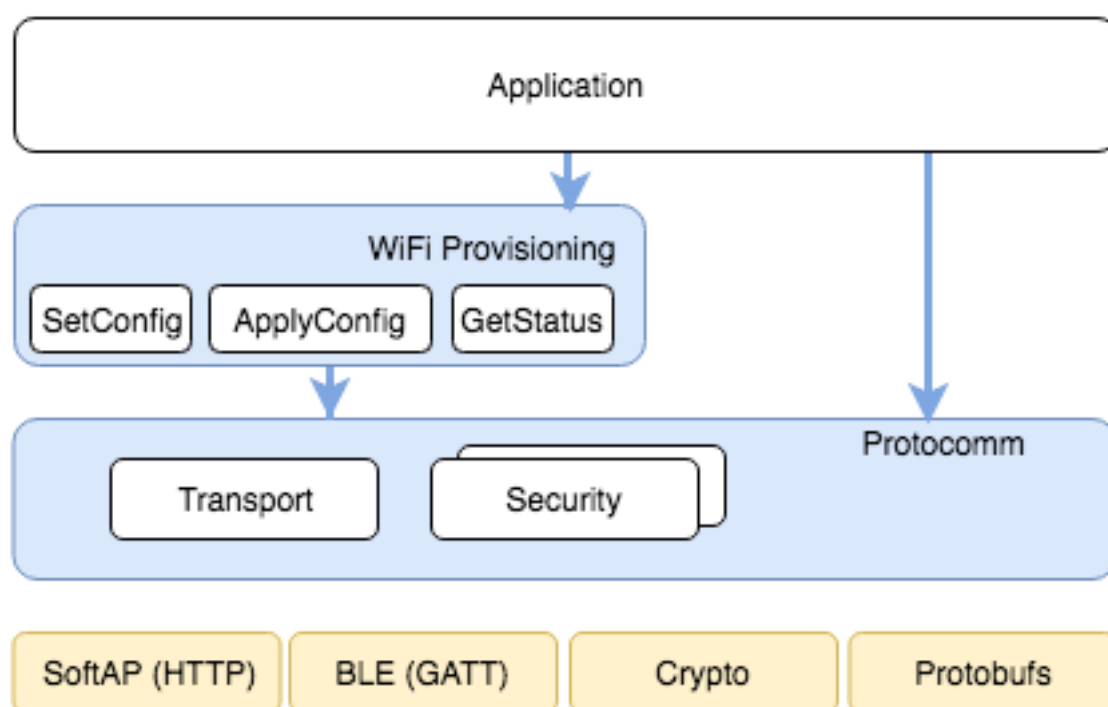 Application
WiFi Provisioning
SetConfig
ApplyConfig
GetStatus
Protocomm
Transport
Security
SoftAP (HTTP)
BLE (GATT)
Crypto
Protobufs